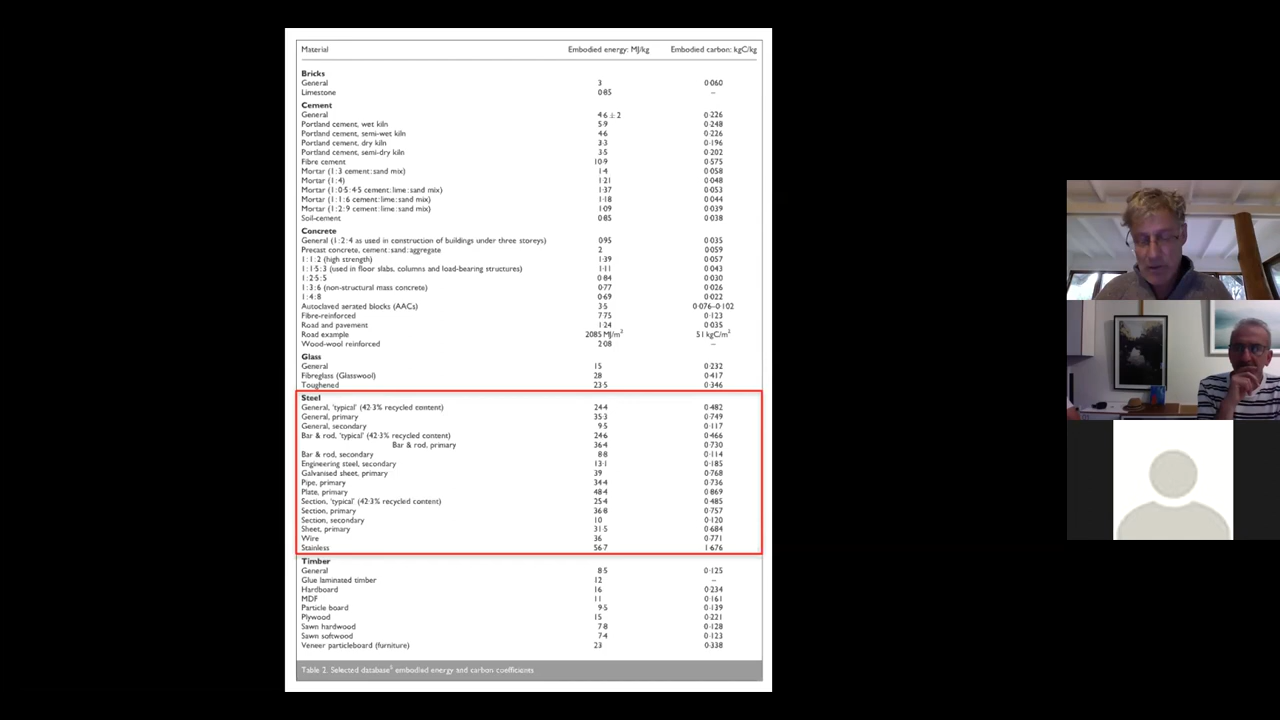 Material Embodied energy: MJ/kg Embodied carbon: kgC/kg
Bricks
General 3 0·060
Limestone 0·85 –
Cement
General 4·6 ± 2 0·226
Portland cement, wet kiln 5·9 0·248
Portland cement, semi-wet kiln 4·6 0·226
Portland cement, dry kiln 3·3 0·196
Portland cement, semi-dry kiln 3·5 0·202
Fibre cement 10·9 0·575
Mortar (1:3 cement:sand mix) 1·4 0·058
Mortar (1:4) 1·21 0·048
Mortar (1:0·5:4·5 cement:lime:sand mix) 1·37 0·053
Mortar (1:1:6 cement:lime:sand mix) 1·18 0·044
Mortar (1:2:9 cement:lime:sand mix) 1·09 0·039
Soil-cement 0·85 0·038
Concrete
General (1:2:4 as used in construction of buildings under three storeys) 0·95 0·035
Precast concrete, cement:sand:aggregate 2 0·059
1:1:2 (high strength) 1·39 0·057
1:1·5:3 (used in floor slabs, columns and load-bearing structures) 1·11 0·043
1:2·5:5 0·84 0·030
1:3:6 (non-structural mass concrete) 0·77 0·026
1:4:8 0·69 0·022
Autoclaved aerated blocks (AACs) 3·5 0·076–0·102
Fibre-reinforced 7·75 0·123
Road and pavement 1·24 0·035
Road example 2085 MJ/m² 51 kgC/m²
Wood-wool reinforced 2·08 –
Glass
General 15 0·232
Fibreglass (Glasswool) 28 0·417
Toughened 23·5 0·346
Steel
General, 'typical' (42·3% recycled content) 24·4 0·482
General, primary 35·3 0·749
General, secondary 9·5 0·117
Bar & rod, 'typical' (42·3% recycled content) 24·6 0·466
Bar & rod, primary 36·4 0·730
Bar & rod, secondary 8·8 0·114
Engineering steel, secondary 13·1 0·185
Galvanised sheet, primary 39 0·768
Pipe, primary 34·4 0·736
Plate, primary 48·4 0·869
Section, 'typical' (42·3% recycled content) 25·4 0·485
Section, primary 36·8 0·757
Section, secondary 10 0·120
Sheet, primary 31·5 0·684
Wire 36 0·771
Stainless 56·7 1·676
Timber
General 8·5 0·125
Glue laminated timber 12 –
Hardboard 16 0·234
MDF 11 0·161
Particle board 9·5 0·139
Plywood 15 0·221
Sawn hardwood 7·8 0·128
Sawn softwood 7·4 0·123
Veneer particleboard (furniture) 23 0·338
Table 2. Selected database⁵ embodied energy and carbon coefficients